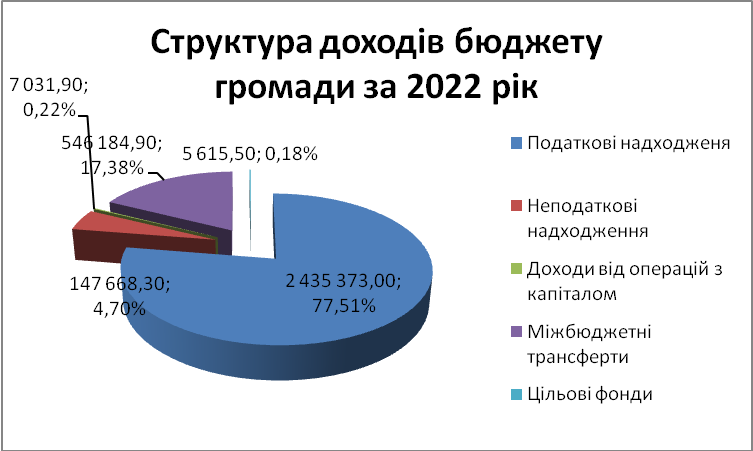 Структура доходів бюджету
громади за 2022 рік
7 031,90;
0,22%
546 184,90;
17,38%
5 615,50; 0,18%
147 668,30;
4,70%
2 435 373,00;
77,51%
Податкові надходженя
Неподаткові
надходження
Доходи від операцій з
капіталом
Міжбюджетні
трансферти
Цільові фонди